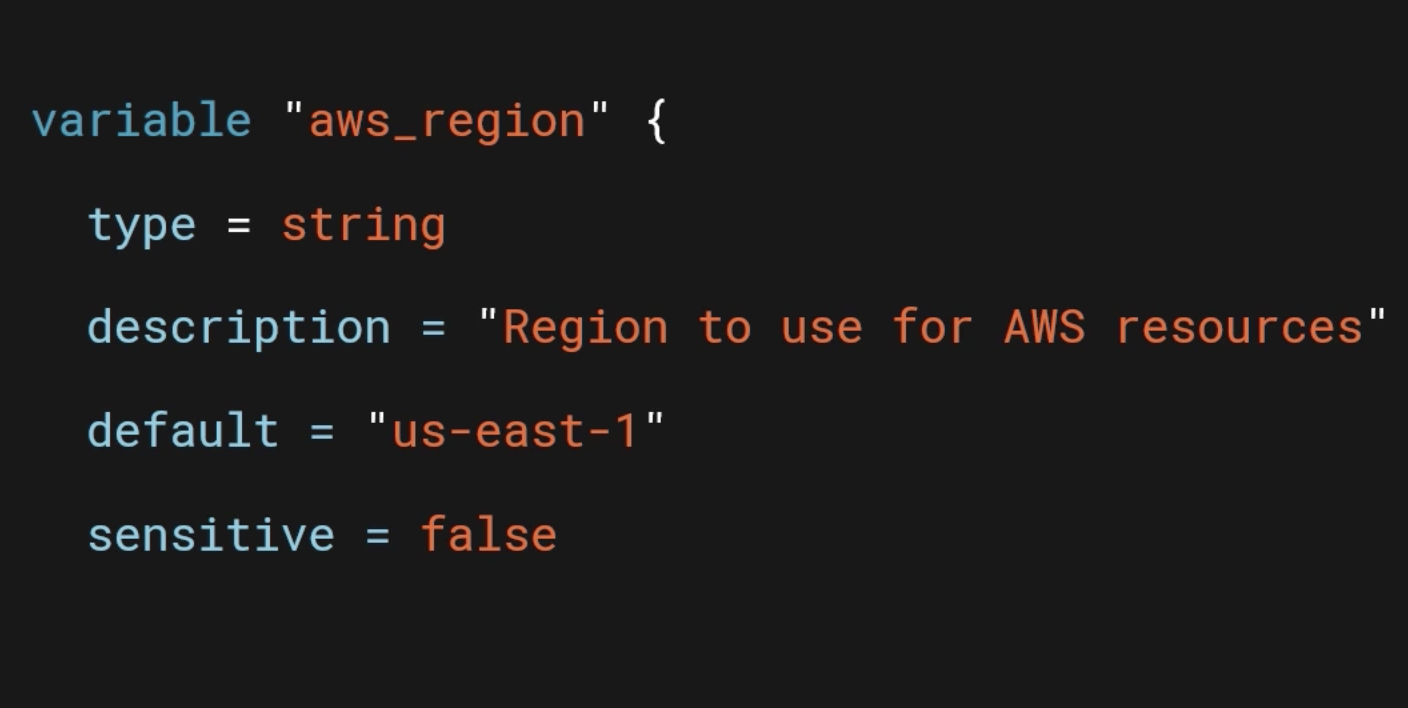 variable "aws_region" {
type = string
description = "Region to use for AWS resources"
default = "us-east-1"
sensitive = false